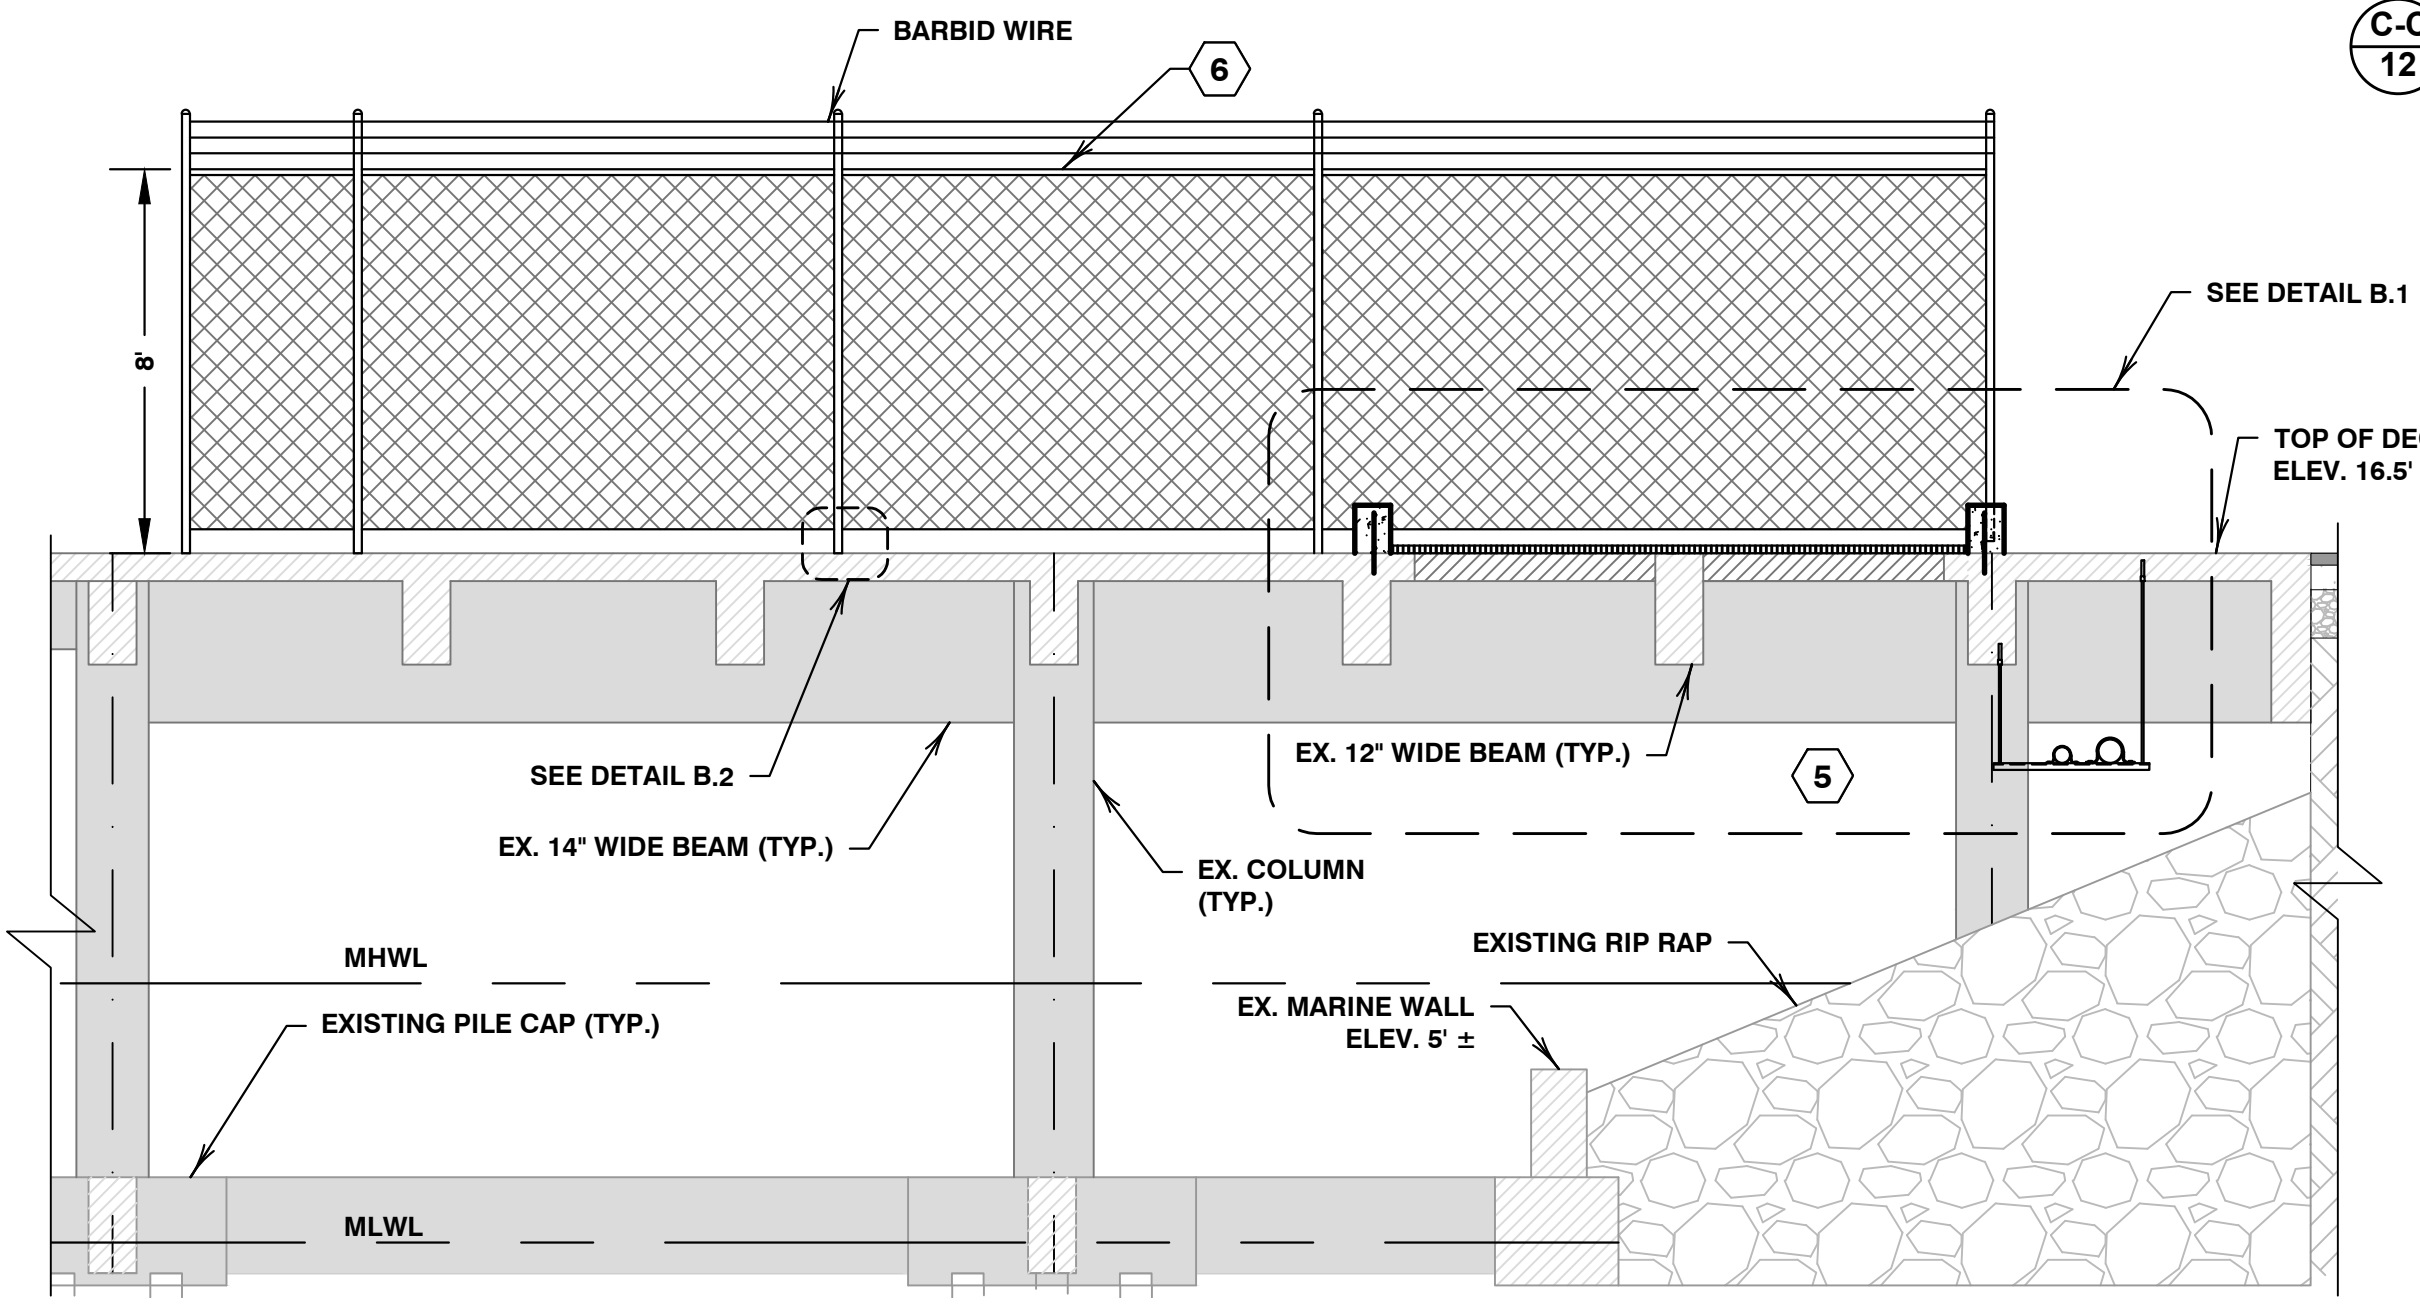 BARBID WIRE
6
12
8'
SEE DETAIL B.1
TOP OF
ELEV. 16.5'
SEE DETAIL B.2
EX. 12" WIDE BEAM (TYP.)
5
EX. 14" WIDE BEAM (TYP.)
EX. COLUMN
(TYP.)
EXISTING RIP RAP
MHWL
EX. MARINE WALL
ELEV. 5' ±
EXISTING PILE CAP (TYP.)
MLWL